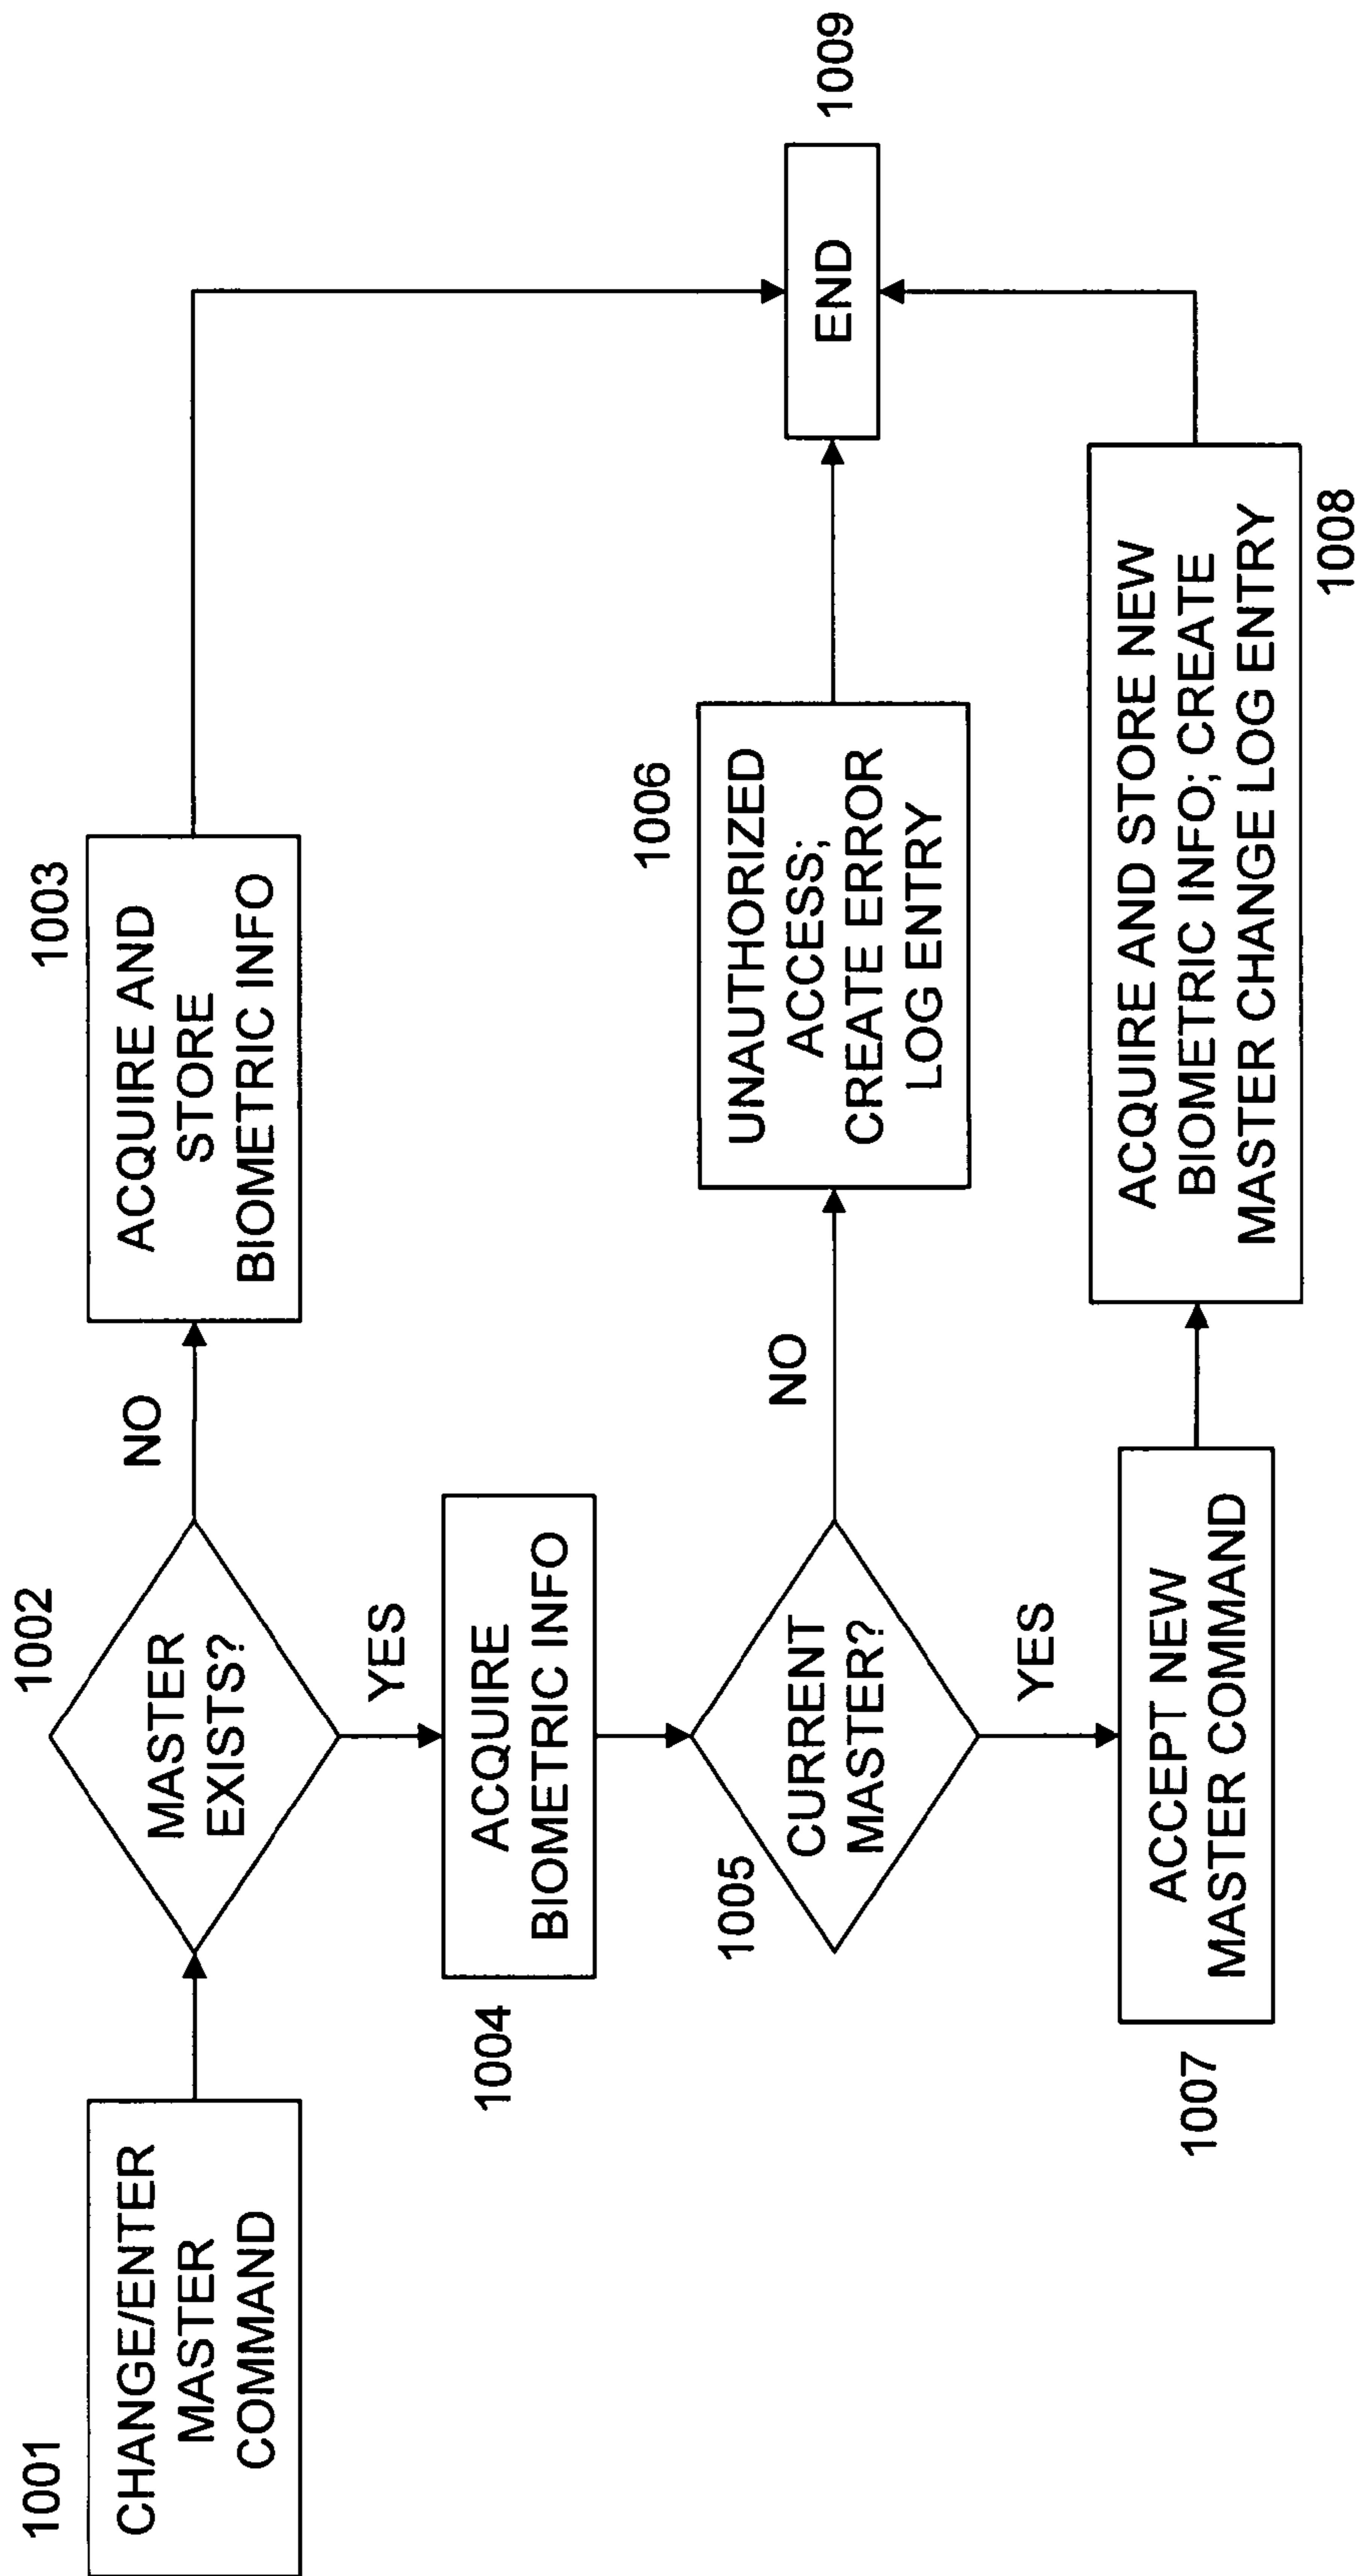 1001
CHANGE/ENTER
MASTER
COMMAND
1002
MASTER
EXISTS?
NO
1003
ACQUIRE AND
STORE
BIOMETRIC INFO
YES
1004
ACQUIRE
BIOMETRIC INFO
1005
CURRENT
MASTER?
NO
1006
UNAUTHORIZED
ACCESS;
CREATE ERROR
LOG ENTRY
YES
1007
ACCEPT NEW
MASTER COMMAND
ACQUIRE AND STORE NEW
BIOMETRIC INFO; CREATE
MASTER CHANGE LOG ENTRY
1008
END
1009